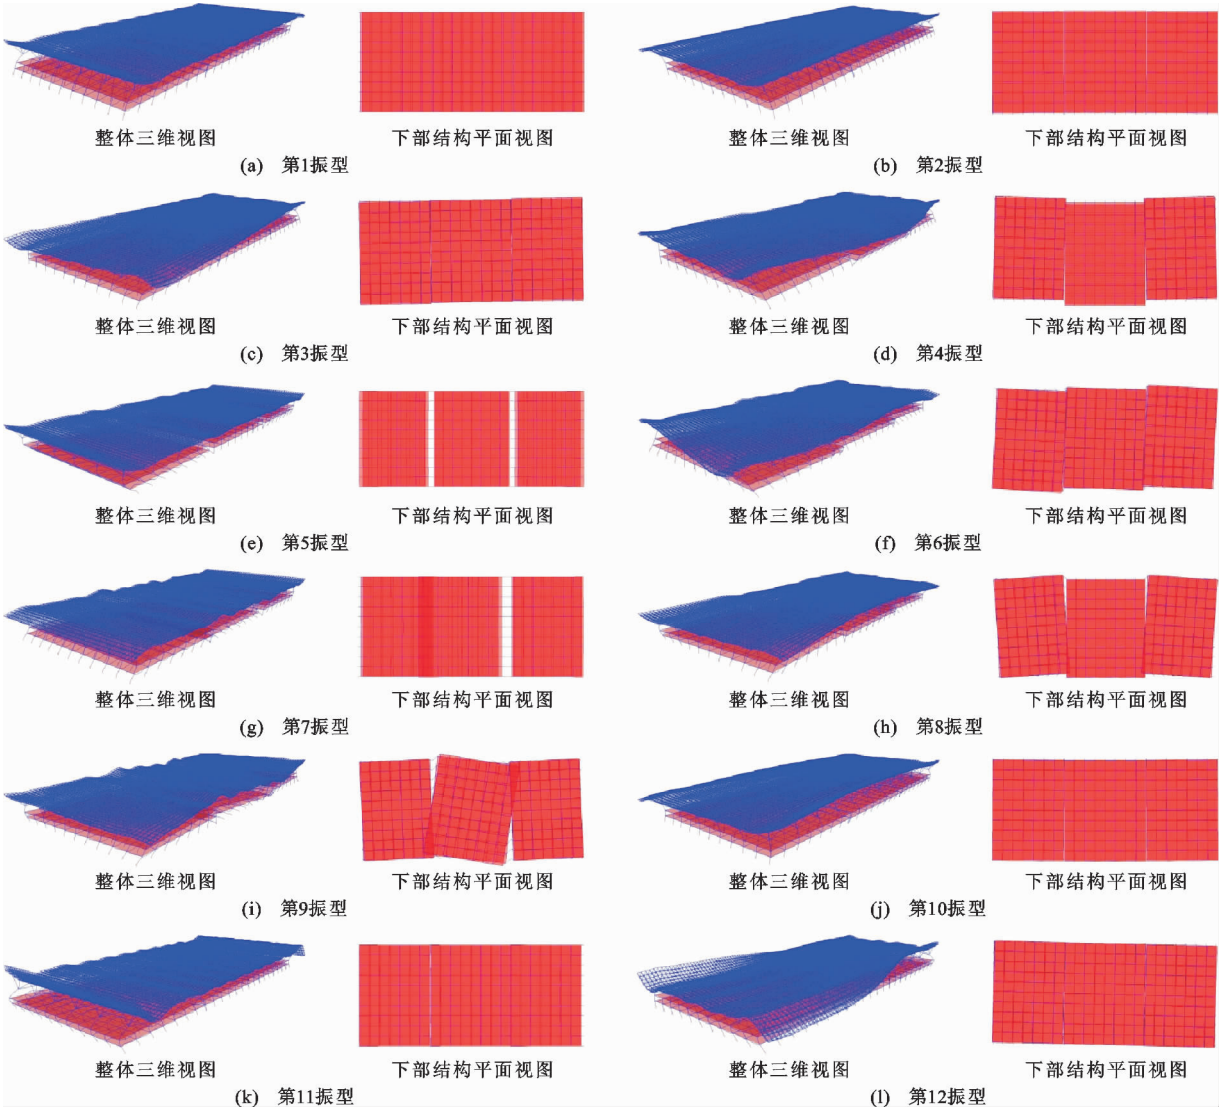 整体三维视图 下部结构平面视图 整体三维视图 下部结构平面视图
(a) 第1振型 (b) 第2振型
整体三维视图 下部结构平面视图 整体三维视图 下部结构平面视图
(c) 第3振型 (d) 第4振型
整体三维视图 下部结构平面视图 整体三维视图 下部结构平面视图
(e) 第5振型 (f) 第6振型
整体三维视图 下部结构平面视图 整体三维视图 下部结构平面视图
(g) 第7振型 (h) 第8振型
整体三维视图 下部结构平面视图 整体三维视图 下部结构平面视图
(i) 第9振型 (j) 第10振型
整体三维视图 下部结构平面视图 整体三维视图 下部结构平面视图
(k) 第11振型 (l) 第12振型